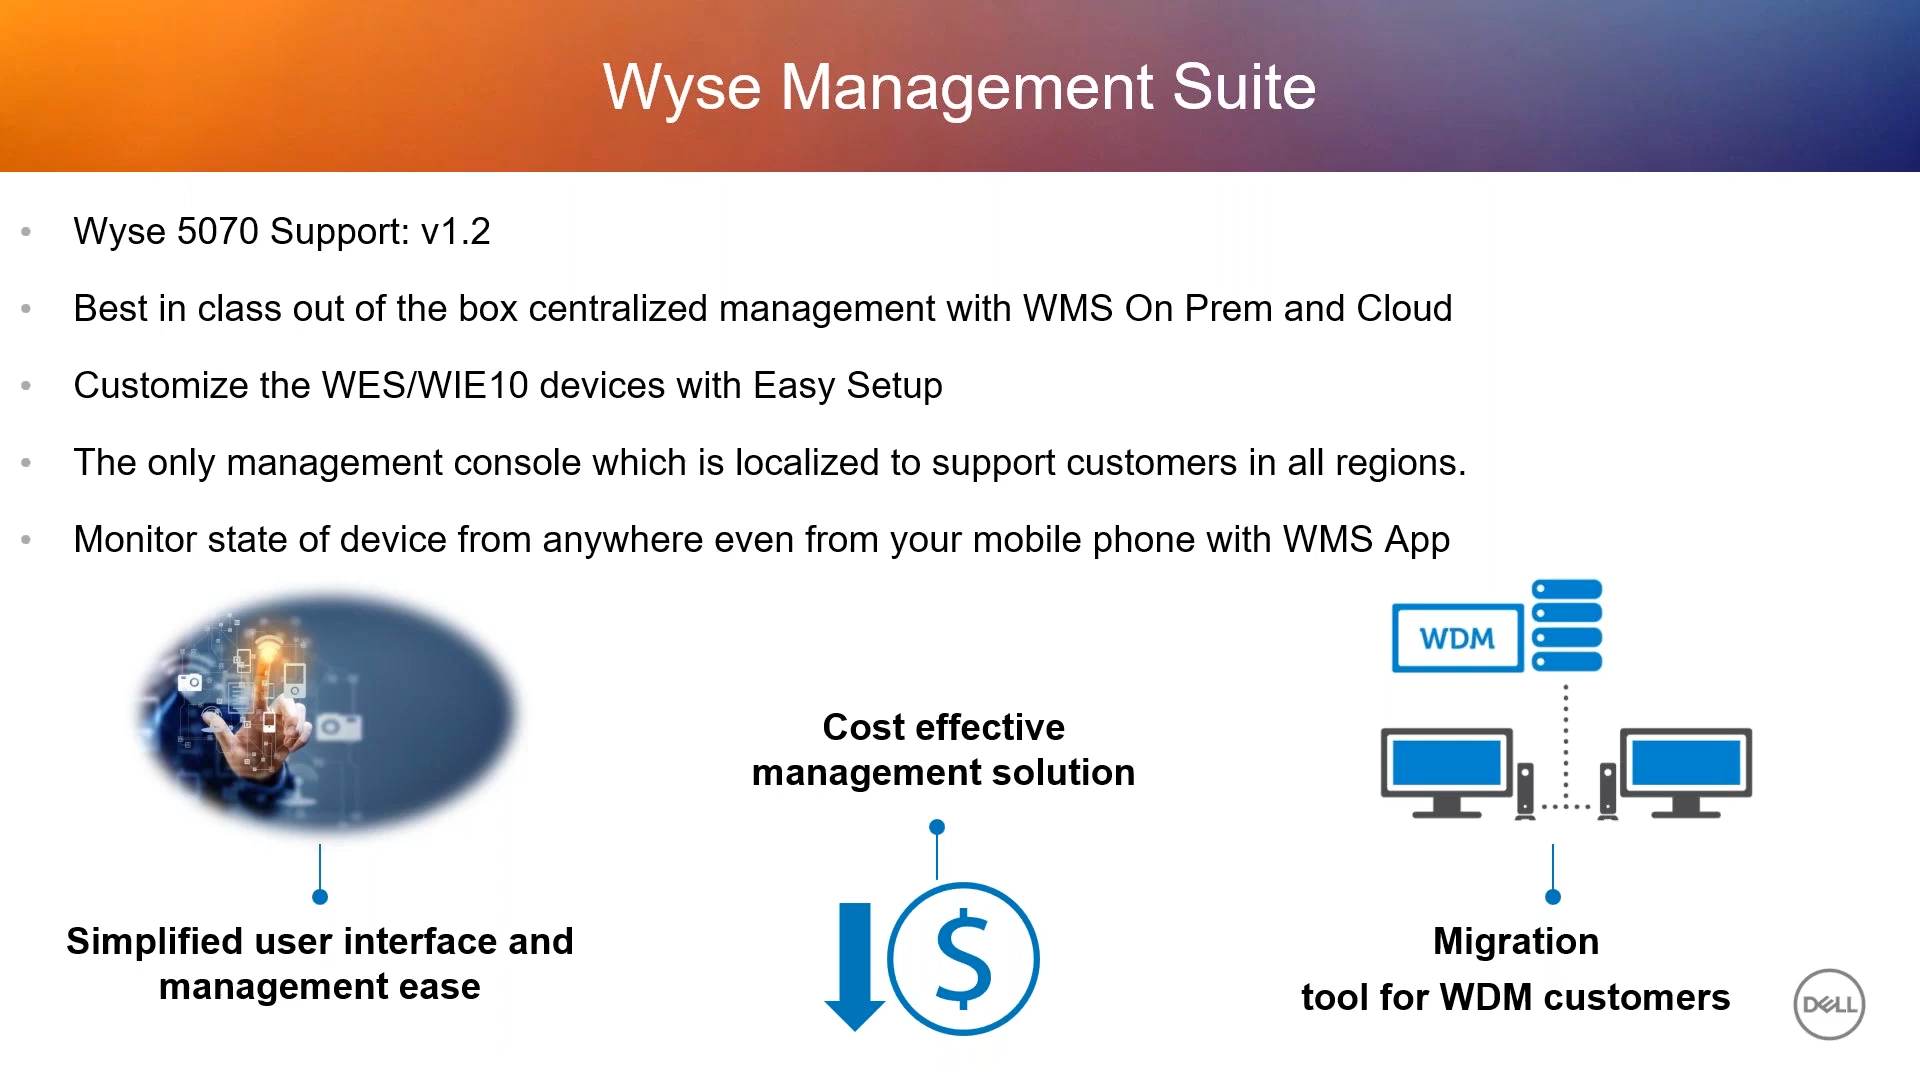 Wyse Management Suite
• Wyse 5070 Support: v1.2
• Best in class out of the box centralized management with WMS On Prem and Cloud
• Customize the WES/WIE10 devices with Easy Setup
• The only management console which is localized to support customers in all regions.
• Monitor state of device from anywhere even from your mobile phone with WMS App
WDM
Cost effective
management solution
$
Simplified user interface and
management ease
Migration
tool for WDM customers
DELL